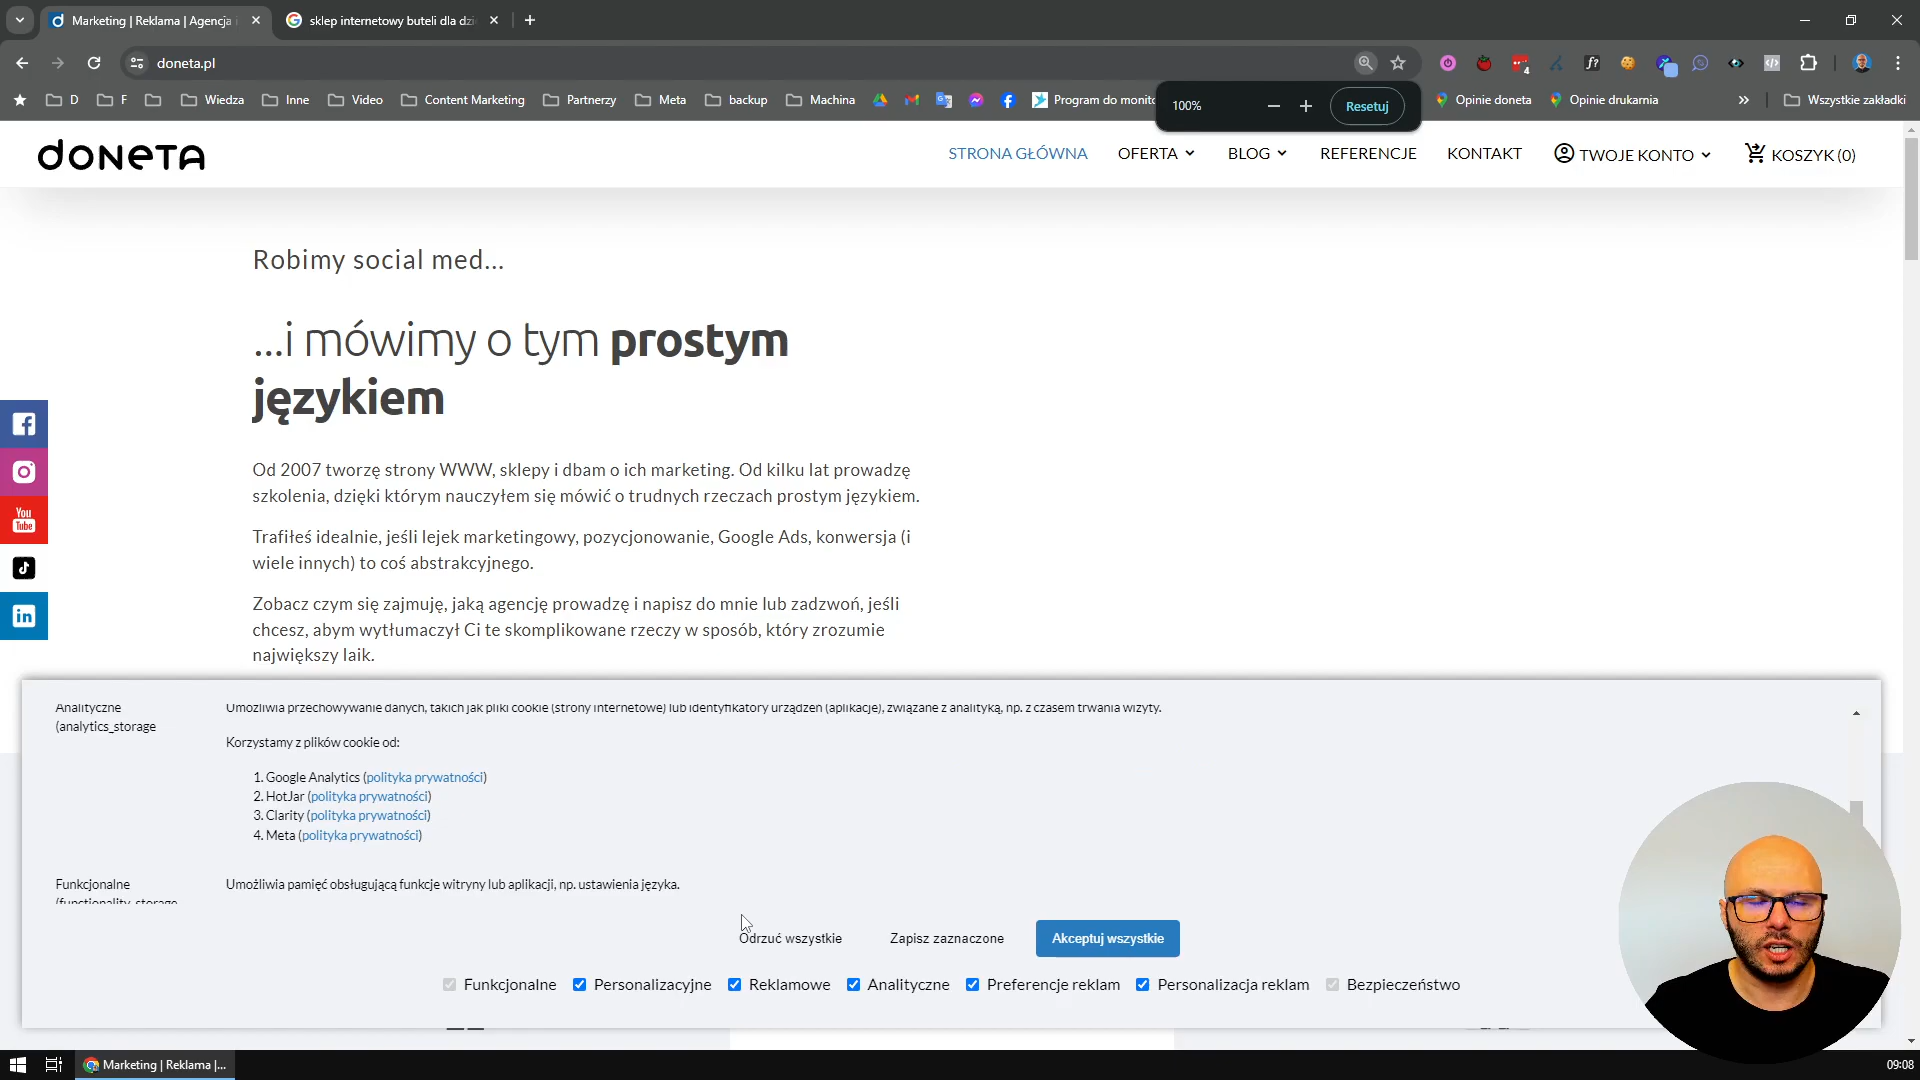 Marketing | Reklama | Agencja
sklep internetowy buteli dla dzi
doneta.pl
D
F
Wiedza
Inne
Video
Content Marketing
Partnerzy
Meta
backup
Machina
Program do monito
Opinie doneta
Opinie drukarnia
Wszystkie zakładki
100%
Resetuj
DONETA
STRONA GŁÓWNA
OFERTA
BLOG
REFERENCJE
KONTAKT
TWOJE KONTO
KOSZYK (0)
Robimy social med...
...i mówimy o tym prostym
językiem
Od 2007 tworzę strony WWW, sklepy i dbam o ich marketing. Od kilku lat prowadzę
szkolenia, dzięki którym nauczyłem się mówić o trudnych rzeczach prostym językiem.
Trafiłeś idealnie, jeśli lejek marketingowy, pozycjonowanie, Google Ads, konwersja (i
wiele innych) to coś abstrakcyjnego.
Zobacz czym się zajmuję, jaką agencję prowadzę i napisz do mnie lub zadzwoń, jeśli
chcesz, abym wytłumaczył Ci te skomplikowane rzeczy w sposób, który zrozumie
największy laik.
You
Tube
Analityczne
(analytics_storage
Umożliwia przechowywanie danych, takich jak pliki cookie (strony internetowe) lub identyfikatory urządzeń (aplikacje), związane z analityką, np. z czasem trwania wizyty.
Korzystamy z plików cookie od:
1. Google Analytics (polityka prywatności)
2. HotJar (polityka prywatności)
3. Clarity (polityka prywatności)
4. Meta (polityka prywatności)
Funkcjonalne
(functionality_storage
Umożliwia pamięć obsługującą funkcje witryny lub aplikacji, np. ustawienia języka.
Odrzuć wszystkie
Zapisz zaznaczone
Akceptuj wszystkie
Funkcjonalne
Personalizacyjne
Reklamowe
Analityczne
Preferencje reklam
Personalizacja reklam
Bezpieczeństwo
Marketing | Reklama |...
09:08